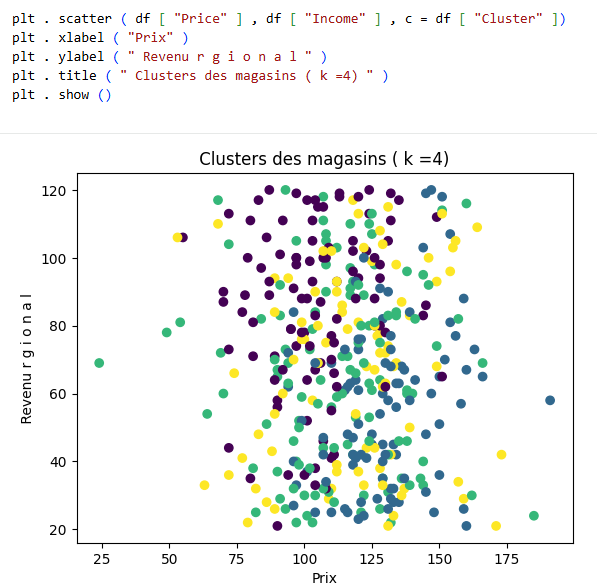 plt . scatter ( df [ "Price" ] , df [ "Income" ] , c = df [ "Cluster" ])
plt . xlabel ( "Prix" )
plt . ylabel ( " Revenu r g i o n a l " )
plt . title ( " Clusters des magasins ( k =4) " )
plt . show ()
Clusters des magasins ( k =4)
120
100
80
60
40
20
Revenu r g i o n a l
25 50 75 100 125 150 175
Prix